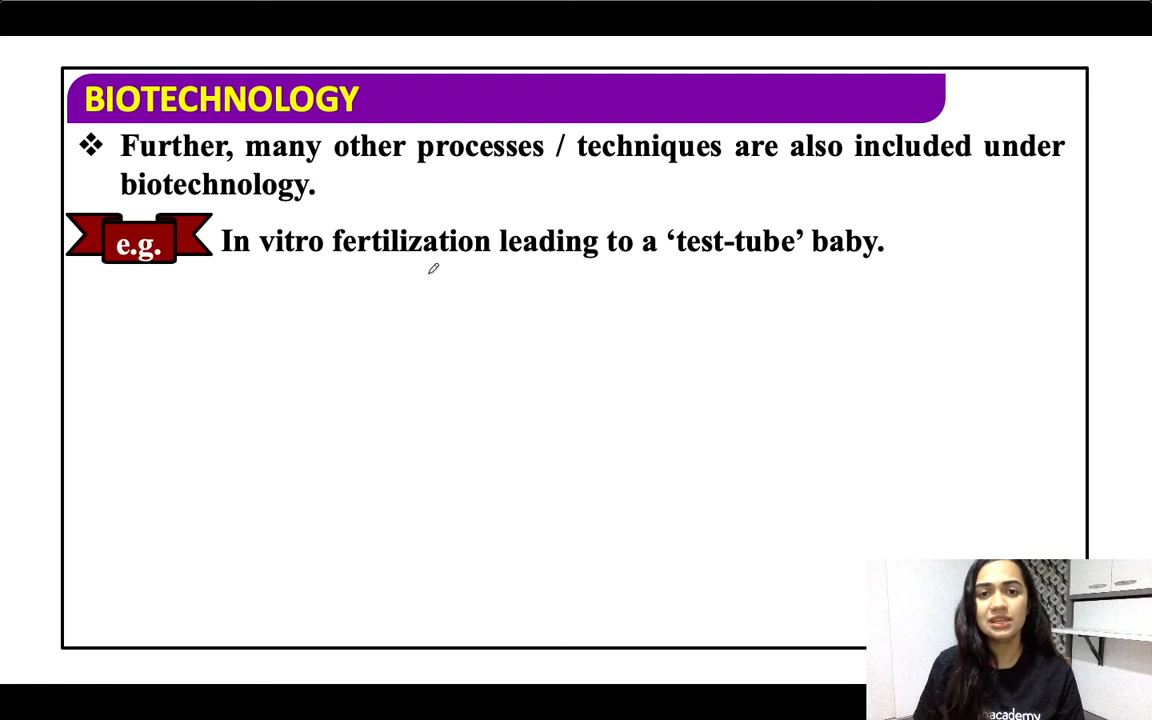 BIOTECHNOLOGY
❖ Further, many other processes / techniques are also included under
biotechnology.
e.g. In vitro fertilization leading to a ‘test-tube’ baby.
academy